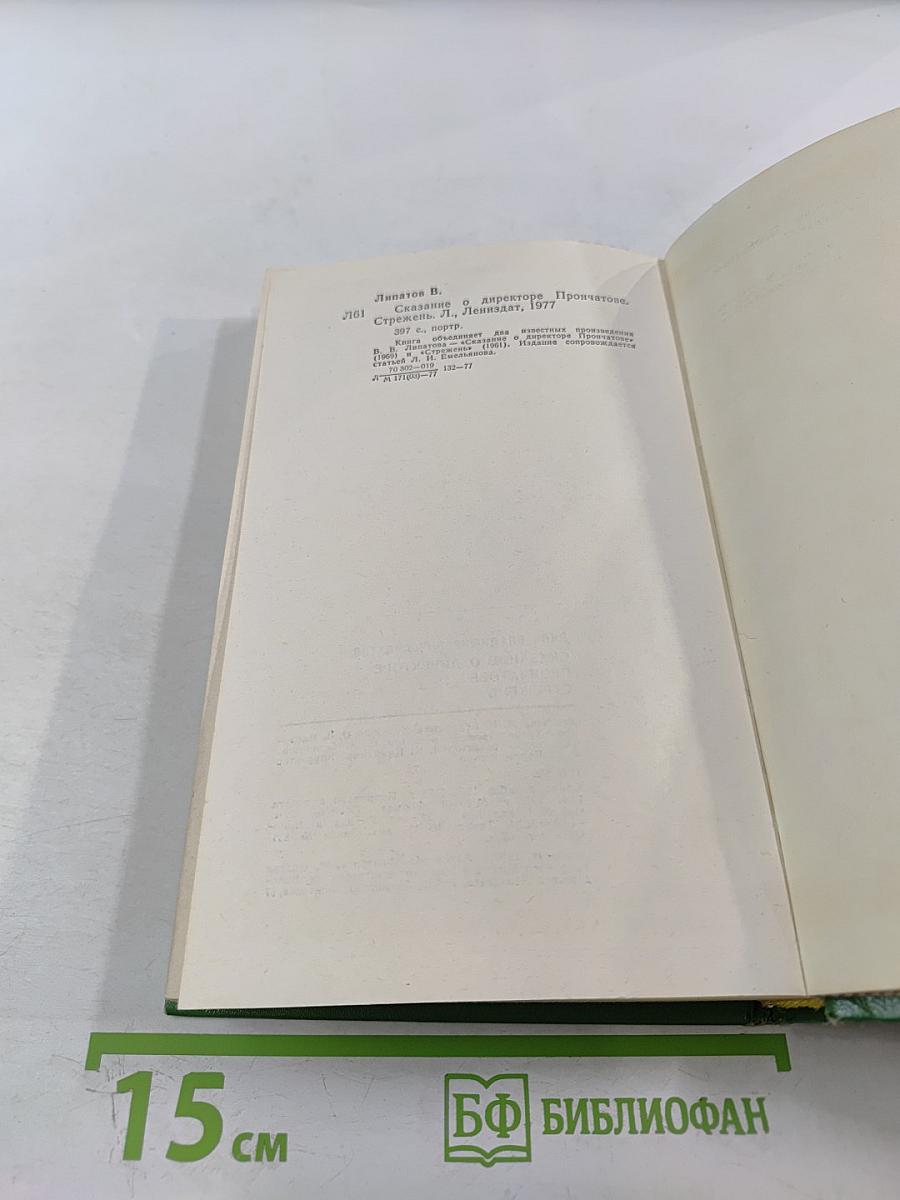 Липатов В.
Л61 Сказание о директоре Прончатове.
Стрежень. Л., Лениздат, 1977
397 с., портр.
Книга объединяет два известных произведения
В. В. Липатова — «Сказание о директоре Прончатове»
(1969) и «Стрежень» (1961). Издание сопровождается
статьей Л. И. Емельянова.
70 302—019
Л М 171(03)—77 132—77
15 см
БФ БИБЛИОФАН